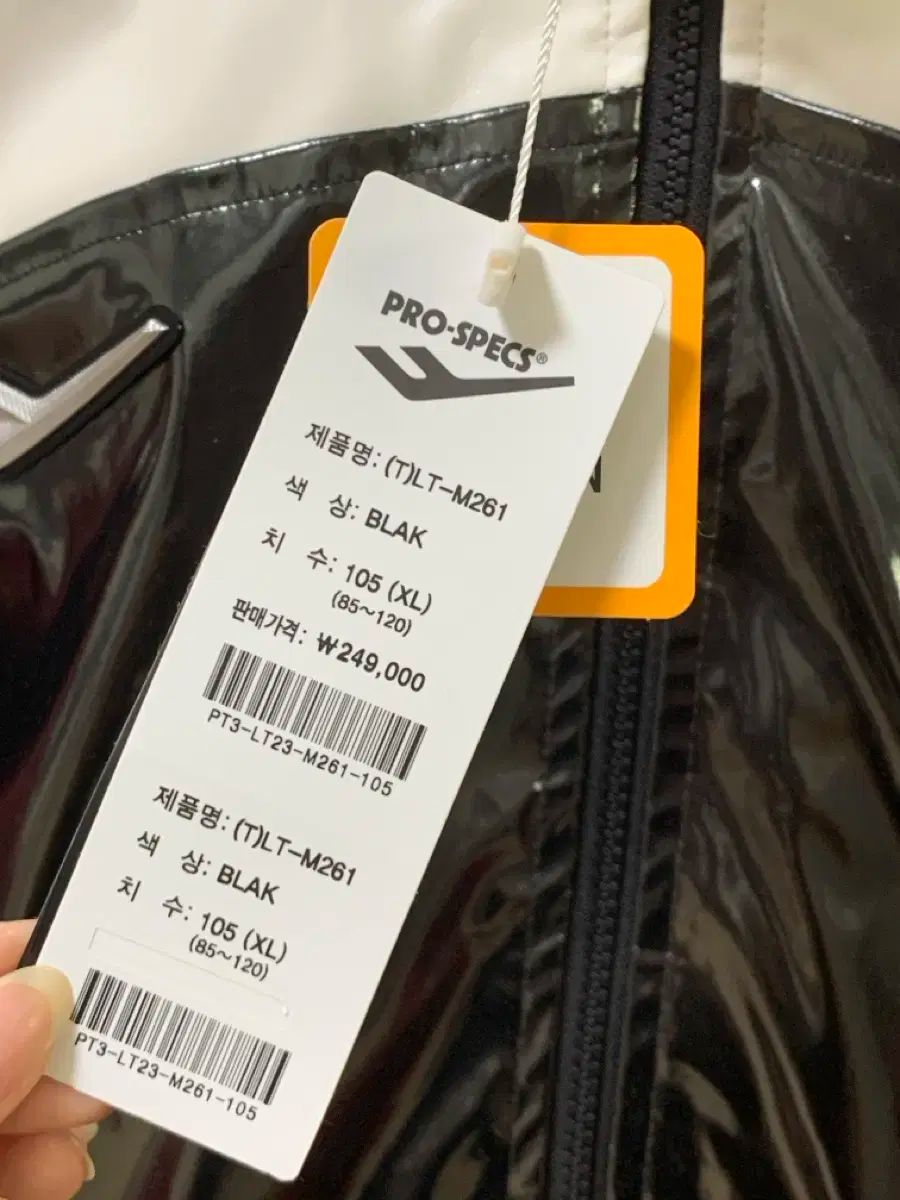 PRO-SPECS®
제품명: (T)LT-M261
색 상: BLAK
치 수: 105 (XL)
(85~120)
판매가격: ₩249,000
PT3-LT23-M261-105
제품명: (T)LT-M261
색 상: BLAK
치 수: 105 (XL)
(85~120)
PT3-LT23-M261-105